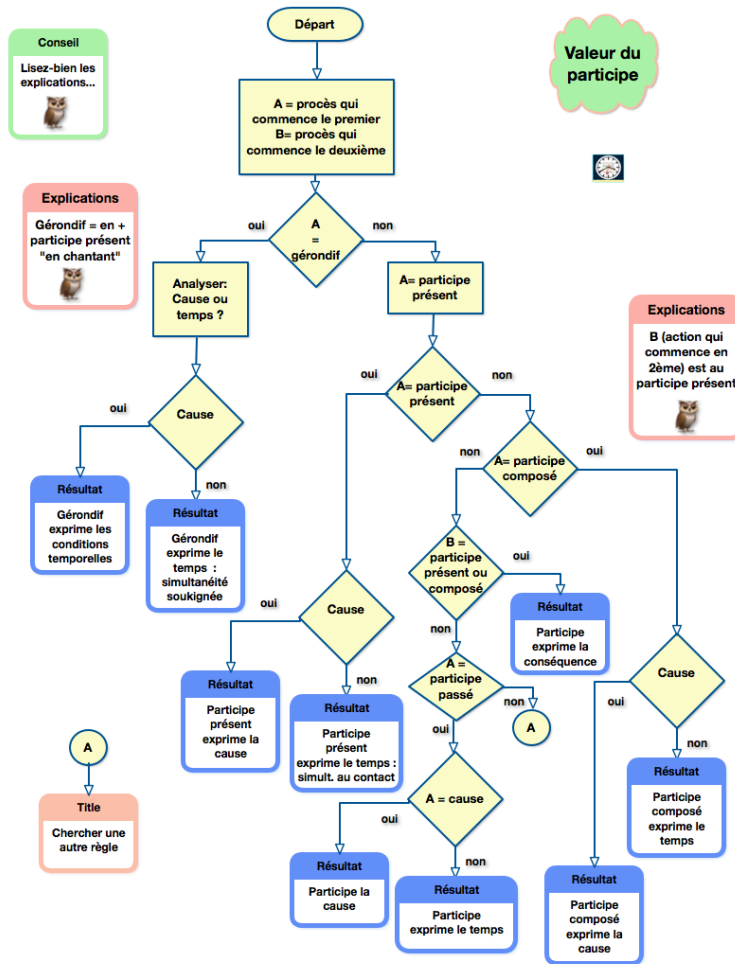 Départ
Conseil
Lisez-bien les
explications...
Valeur du
participe
A = procès qui
commence le premier
B= procès qui
commence le deuxième
Explications
Gérondif = en +
participe présent
"en chantant"
oui
A
=
gérondif
non
Analyser:
Cause ou
temps ?
A= participe
présent
Explications
B (action qui
commence en
2ème) est au
participe présent
oui
A= participe
présent
non
oui
Cause
non
non
A= participe
composé
oui
Résultat
Gérondif
exprime les
conditions
temporelles
Résultat
Gérondif
exprime le
temps :
simultanéité
soukignée
B =
participe
présent ou
composé
oui
Résultat
Participe
exprime la
conséquence
oui
Cause
non
non
Résultat
Participe
présent
exprime la
cause
Résultat
Participe
présent
exprime le temps :
simult. au contact
A =
participe
passé
non
A
oui
oui
Cause
non
A
Title
Chercher une
autre règle
A = cause
oui
non
Résultat
Participe la
cause
Résultat
Participe
exprime le temps
Résultat
Participe
composé
exprime le
temps
Résultat
Participe
composé
exprime la
cause